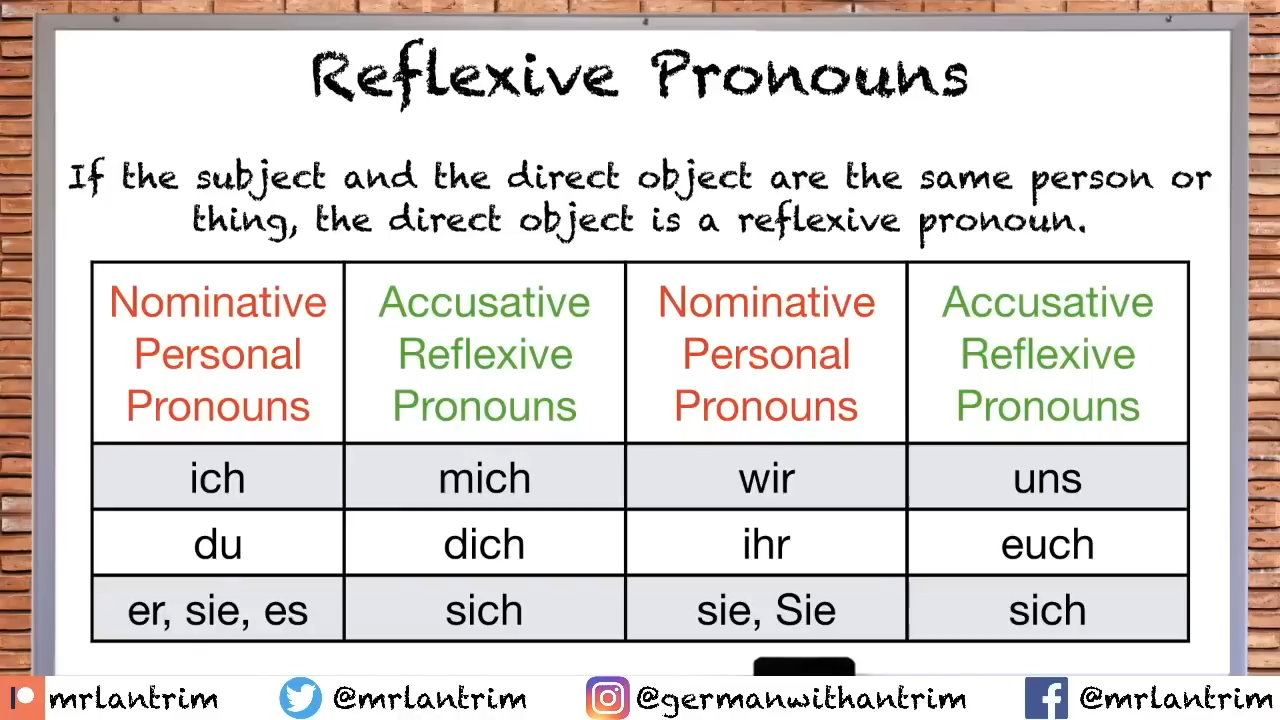 Reflexive Pronouns
If the subject and the direct object are the same person or
thing, the direct object is a reflexive pronoun.
Nominative Personal Pronouns Accusative Reflexive Pronouns Nominative Personal Pronouns Accusative Reflexive Pronouns
ich mich wir uns
du dich ihr euch
er, sie, es sich sie, Sie sich
mrlantrim @mrlantrim @germanwithantrim @mrlantrim